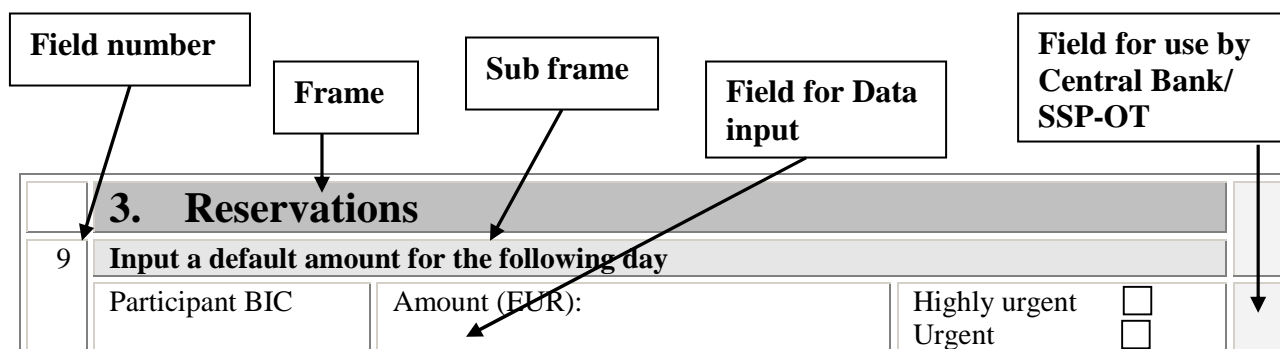 Field number
Frame
Sub frame
Field for Data
input
Field for use by
Central Bank/
SSP-OT
3. Reservations
9 Input a default amount for the following day
Participant BIC Amount (EUR): Highly urgent
Urgent